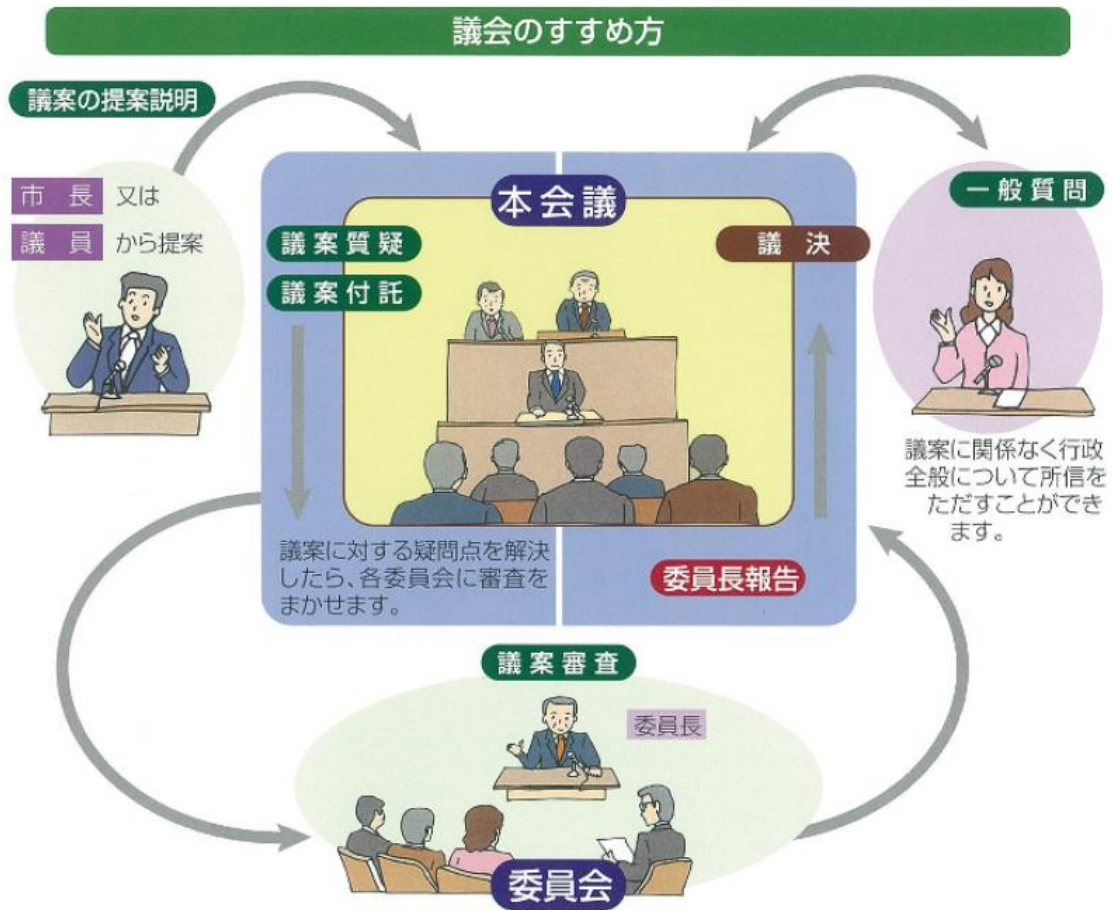 議会のすすめ方
議案の提案説明
市長 又は
議員 から提案
本会議
議案質疑
議案付託
議決
一般質問
議案に関係なく行政
全般について所信を
ただすことができ
ます。
議案に対する疑問点を解決
したら、各委員会に審査を
まかせます。
委員長報告
議案審査
委員長
委員会